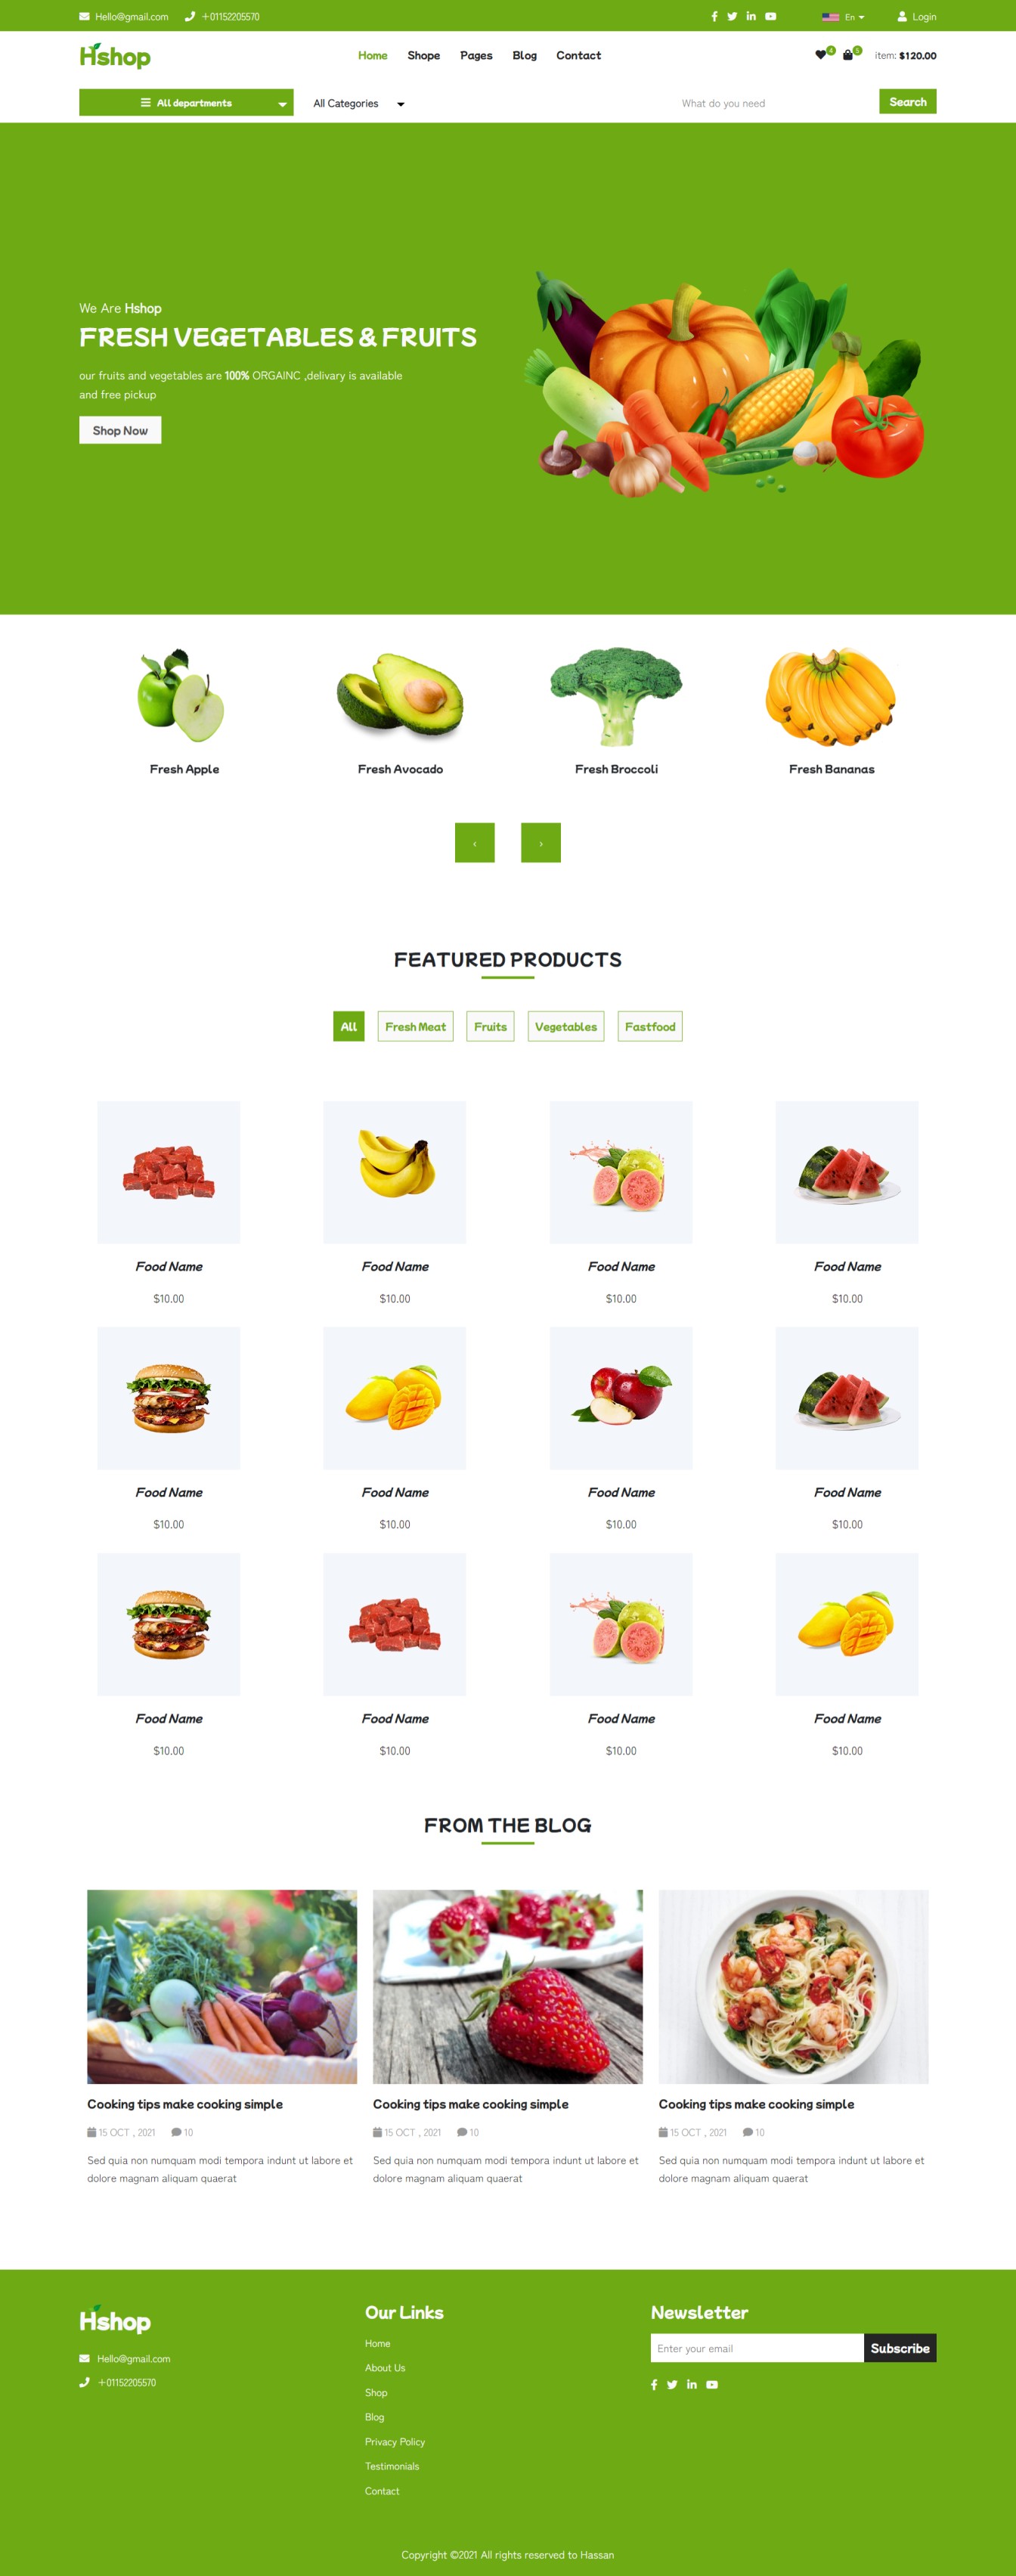 Hello@gmail.com +01152205570 En Login
Hshop Home Shope Pages Blog Contact 4 5 item: $120.00
All departments All Categories What do you need Search
We Are Hshop
FRESH VEGETABLES & FRUITS
our fruits and vegetables are 100% ORGAINC ,delivary is available
and free pickup
Shop Now
Fresh Apple Fresh Avocado Fresh Broccoli Fresh Bananas
‹ ›
FEATURED PRODUCTS
All Fresh Meat Fruits Vegetables Fastfood
Food Name Food Name Food Name Food Name
$10.00 $10.00 $10.00 $10.00
Food Name Food Name Food Name Food Name
$10.00 $10.00 $10.00 $10.00
Food Name Food Name Food Name Food Name
$10.00 $10.00 $10.00 $10.00
FROM THE BLOG
Cooking tips make cooking simple
15 OCT , 2021 10
Sed quia non numquam modi tempora indunt ut labore et
dolore magnam aliquam quaerat
Cooking tips make cooking simple
15 OCT , 2021 10
Sed quia non numquam modi tempora indunt ut labore et
dolore magnam aliquam quaerat
Cooking tips make cooking simple
15 OCT , 2021 10
Sed quia non numquam modi tempora indunt ut labore et
dolore magnam aliquam quaerat
Hshop
Hello@gmail.com
+01152205570
Our Links
Home
About Us
Shop
Blog
Privacy Policy
Testimonials
Contact
Newsletter
Enter your email Subscribe
Copyright ©2021 All rights reserved to Hassan